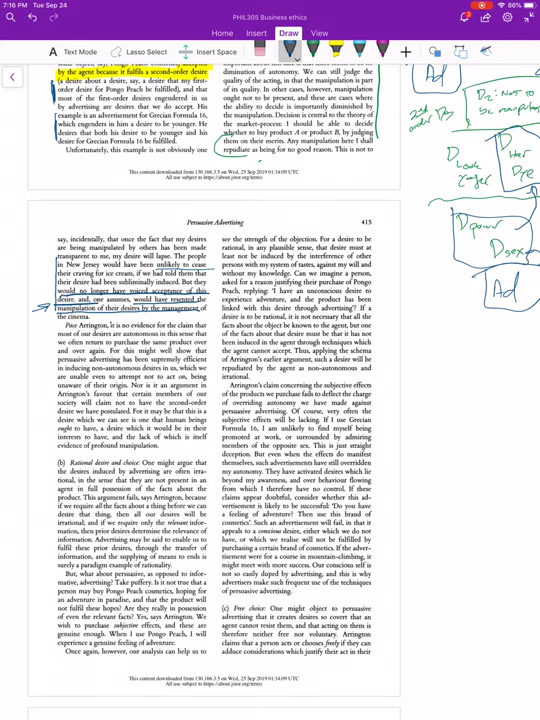 7:16 PM Tue Sep 24
PHIL305 Business ethics
86%
Home Insert Draw View
Text Mode
Lasso Select
Insert Space
by the agent because it fulfils a second-order desire
(a desire about a desire, say, a desire that my first-
order desire for Pongo Peach be fulfilled), and that
most of the first-order desires engendered in us
by advertising are desires that we do accept. His
example is an advertisement for Grecian Formula 16,
which engenders in him a desire to be younger. He
desires that both his desire to be younger and his
desire for Grecian Formula 16 be fulfilled.
Unfortunately, this example is not obviously one
diminution of autonomy. We can still judge the
quality of acting, in that the manipulation is part
of its quality. In other cases, however, manipulation
ought not to be present, and these are cases where
the ability to decide is importantly diminished by
the manipulation. Decision is central to the theory of
the market-process: I should be able to decide
whether to buy product A or product B, by judging
them on their merits. Any manipulation here I shall
repudiate as being for no good reason. This is not to
This content downloaded from 130.166.3.5 on Wed, 25 Sep 2019 01:34:09 UTC
All use subject to https://about.jstor.org/terms
Ad
2nd
order
D2: Not to
be manipula
D
Look
D
Her
Dpower
Dsex
Ad
Persuasive Advertising 415
say, incidentally, that once the fact that my desires
are being manipulated by others has been made
transparent to me, my desire will lapse. The people
in New Jersey would have been unlikely to cease
their craving for ice cream, if we had told them that
their desire had been subliminally induced. But they
would no longer have voiced acceptance of this
desire, and, one assumes, would have resented the
manipulation of their desires by the management of
the cinema.
Pace Arrington, it is no evidence for the claim that
most of our desires are autonomous in this sense that
we often return to purchase the same product over
and over again. For this might well show that
persuasive advertising has been supremely efficient
in inducing non-autonomous desires in us, which we
are unable even to attempt not to act on, being
unaware of their origin. Nor is it an argument in
Arrington's favour that certain members of our
society will claim not to have the second-order
desire we have postulated. For it may be that this is a
desire which we can see is one that human beings
ought to have, a desire which it would be in their
interests to have, and the lack of which is itself
evidence of profound manipulation.
(b) Rational desire and choice: One might argue that
the desires induced by advertising are often irra-
tional, in the sense that they are not present in an
agent in full possession of the facts about the
product. This argument fails, says Arrington, because
if we require all the facts about a thing before we can
desire that thing, then all our desires will be
irrational; and if we require only the relevant infor-
mation, then prior desires determine the relevance of
information. Advertising may be said to enable us to
fulfil these prior desires, through the transfer of
information, and the supplying of means to ends is
surely a paradigm example of rationality.
But, what about persuasive, as opposed to infor-
mative, advertising? Take puffery. Is it not true that a
person may buy Pongo Peach cosmetics, hoping for
an adventure in paradise, and that the product will
not fulfil these hopes? Are they really in possession
of even the relevant facts? Yes, says Arrington. We
wish to purchase subjective effects, and these are
genuine enough. When I use Pongo Peach, I will
experience a genuine feeling of adventure.
Once again, however, our analysis can help us to
see the strength of the objection. For a desire to be
rational, in any plausible sense, that desire must at
least not be induced by the interference of other
persons with my system of tastes, against my will and
without my knowledge. Can we imagine a person,
asked for a reason justifying their purchase of Pongo
Peach, replying: 'I have an unconscious desire to
experience adventure, and the product has been
linked with this desire through advertising'? If a
desire is to be rational, it is not necessary that all the
facts about the object be known to the agent, but one
of the facts about that desire must be that it has not
been induced in the agent through techniques which
the agent cannot accept. Thus, applying the schema
of Arrington's earlier argument, such a desire will be
repudiated by the agent as non-autonomous and
irrational.
Arrington's claim concerning the subjective effects
of the products we purchase fails to deflect the charge
of overriding autonomy we have made against
persuasive advertising. Of course, very often the
subjective effects will be lacking. If I use Grecian
Formula 16, I am unlikely to find myself being
promoted at work, or surrounded by admiring
members of the opposite sex. This is just straight
deception. But even when the effects do manifest
themselves, such advertisements have still overridden
my autonomy. They have activated desires which lie
beyond my awareness, and over behaviour flowing
from which I therefore have no control. If these
claims appear doubtful, consider whether this ad-
vertisement is likely to be successful: 'Do you have
a feeling of adventure? Then use this brand of
cosmetics'. Such an advertisement will fail, in that it
appeals to a conscious desire, either which we do not
have, or which we realise will not be fulfilled by
purchasing a certain brand of cosmetics. If the adver-
tisement were for a course in mountain-climbing, it
might meet with more success. Our conscious self is
not so easily duped by advertising, and this is why
advertisers make such frequent use of the techniques
of persuasive advertising.
(c) Free choice: One might object to persuasive
advertising that it creates desires so covert that an
agent cannot resist them, and that acting on them is
therefore neither free nor voluntary. Arrington
claims that a person acts or chooses freely if they can
adduce considerations which justify their act in their
This content downloaded from 130.166.3.5 on Wed, 25 Sep 2019 01:34:09 UTC
All use subject to https://about.jstor.org/terms